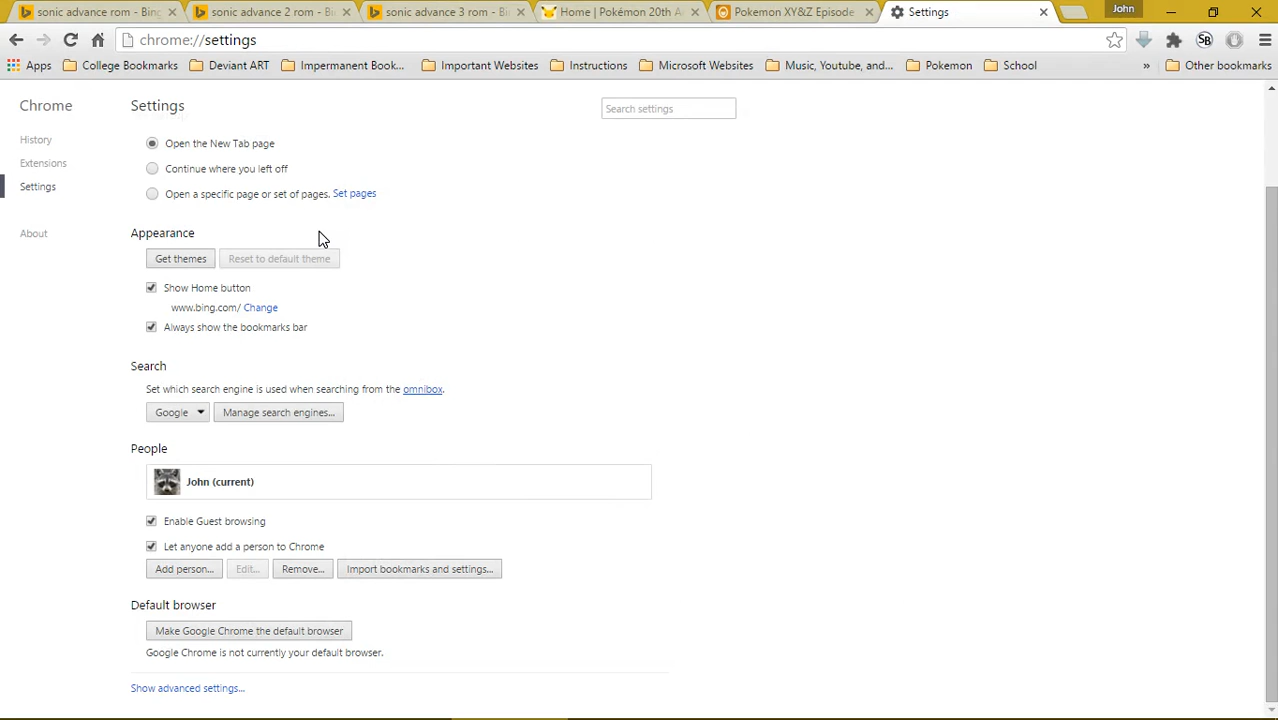 sonic advance rom - Bing
sonic advance 2 rom - Bi
sonic advance 3 rom - Bi
Home | Pokémon 20th A
Pokemon XY&Z Episode
Settings
John
chrome://settings
SB
Apps
College Bookmarks
Deviant ART
Impermanent Book...
Important Websites
Instructions
Microsoft Websites
Music, Youtube, and...
Pokemon
School
»
Other bookmarks
Chrome
Settings
Search settings
History
Extensions
Settings
About
Open the New Tab page
Continue where you left off
Open a specific page or set of pages. Set pages
Appearance
Get themes
Reset to default theme
Show Home button
www.bing.com/ Change
Always show the bookmarks bar
Search
Set which search engine is used when searching from the omnibox.
Google
Manage search engines...
People
John (current)
Enable Guest browsing
Let anyone add a person to Chrome
Add person...
Edit...
Remove...
Import bookmarks and settings...
Default browser
Make Google Chrome the default browser
Google Chrome is not currently your default browser.
Show advanced settings...